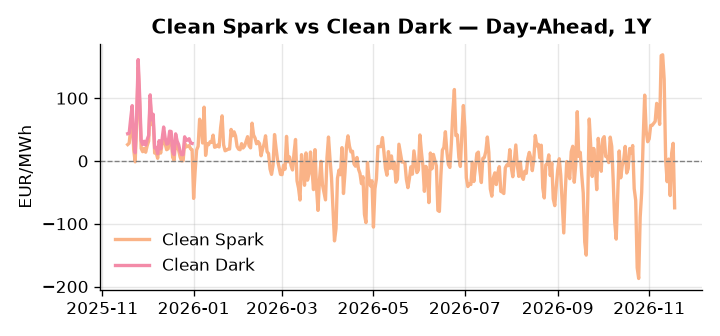 Clean Spark vs Clean Dark — Day-Ahead, 1Y
EUR/MWh
100
0
−100
−200
Clean Spark
Clean Dark
2025-11 2026-01 2026-03 2026-05 2026-07 2026-09 2026-11